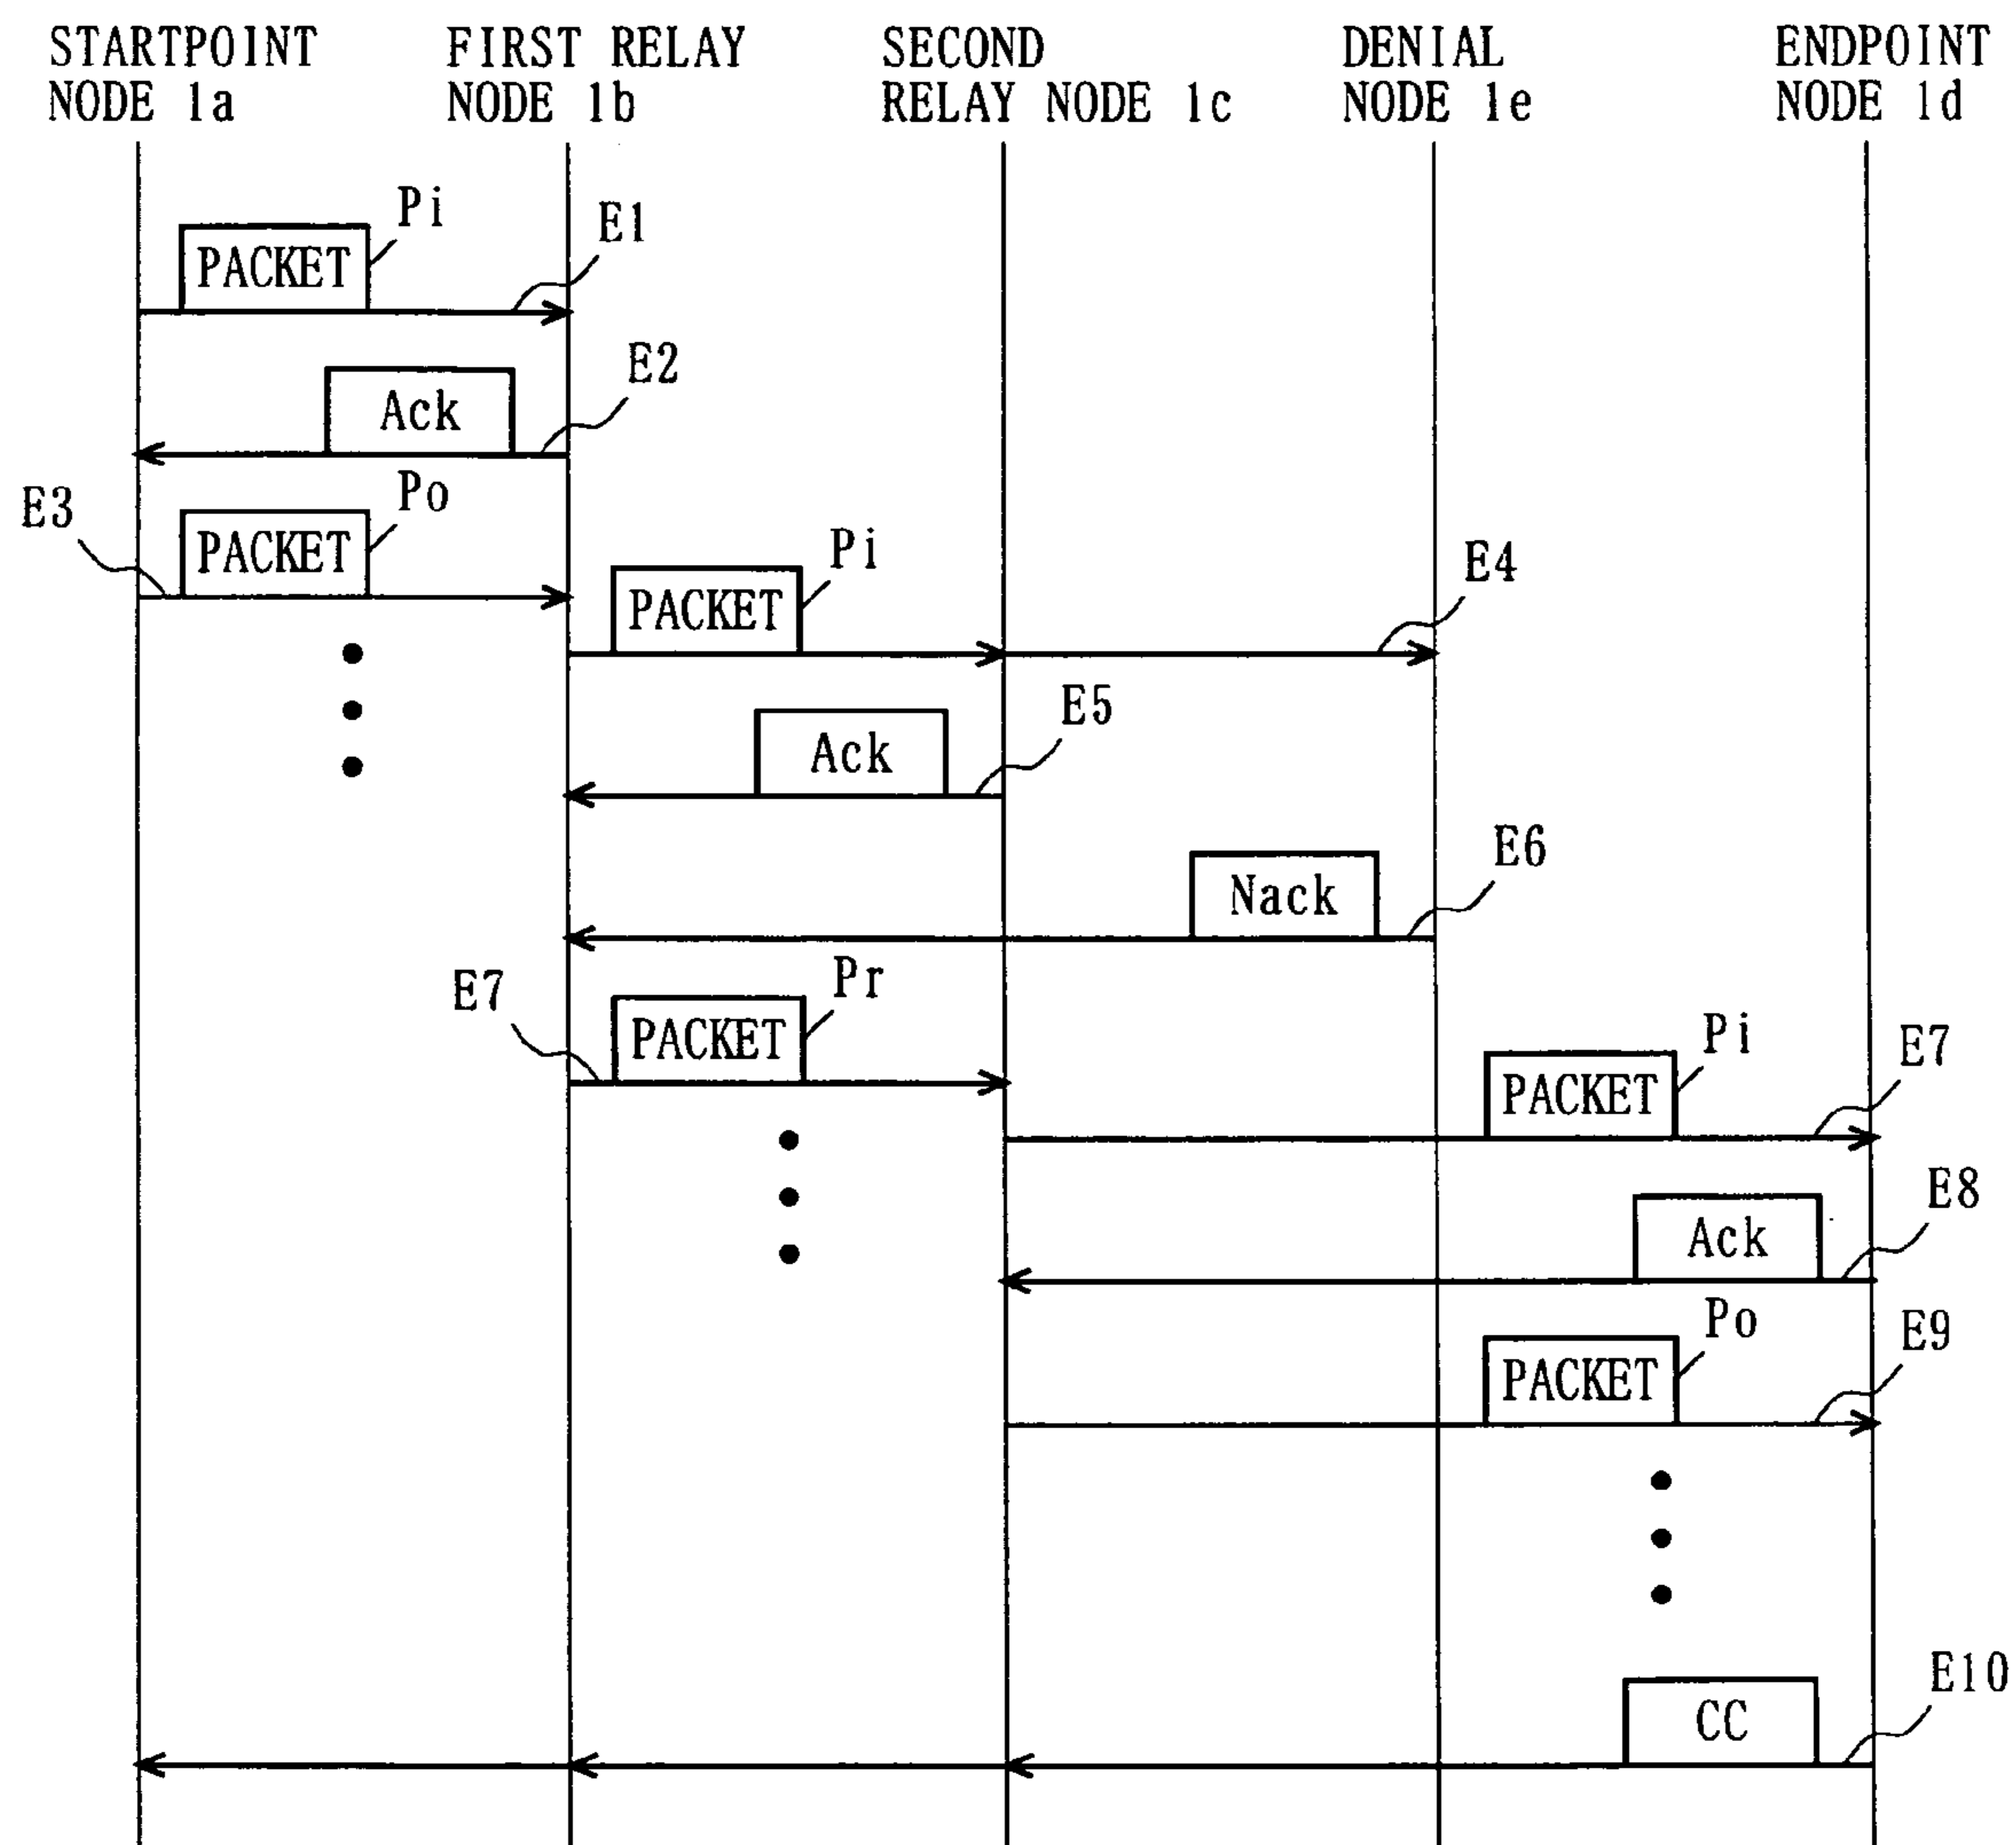 STARTPOINT
NODE 1a
FIRST RELAY
NODE 1b
SECOND
RELAY NODE 1c
DENIAL
NODE 1e
ENDPOINT
NODE 1d
Pi
PACKET
E1
E2
Ack
E3
Po
PACKET
Pi
PACKET
E4
E5
Ack
E6
Nack
E7
Pr
PACKET
Pi
PACKET
E7
E8
Ack
Po
PACKET
E9
E10
CC